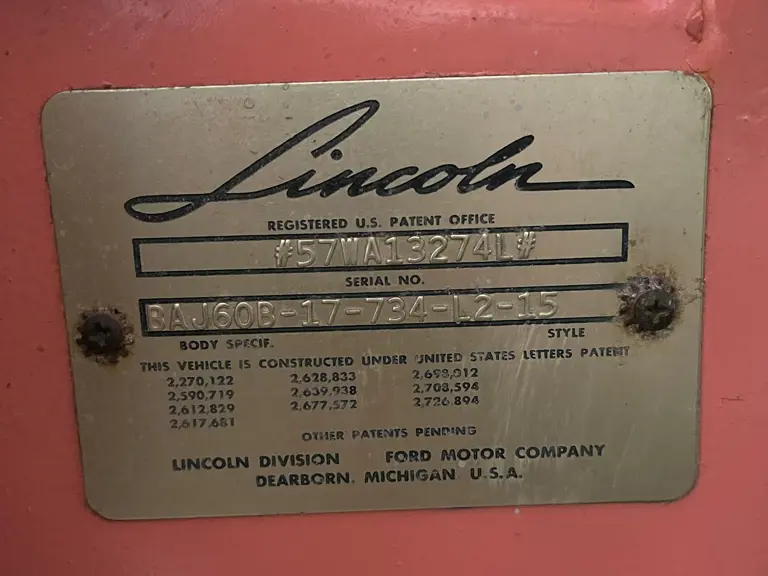 Lincoln
REGISTERED U.S. PATENT OFFICE
#57WA13274L#
SERIAL NO.
BAJ60B-17-734-L2-15
BODY SPECIF. STYLE
THIS VEHICLE IS CONSTRUCTED UNDER UNITED STATES LETTERS PATENT
2,270,122 2,628,833 2,698,012
2,590,719 2,639,938 2,708,594
2,612,829 2,677,572 2,726,894
2,617,681
OTHER PATENTS PENDING
LINCOLN DIVISION FORD MOTOR COMPANY
DEARBORN, MICHIGAN U.S.A.